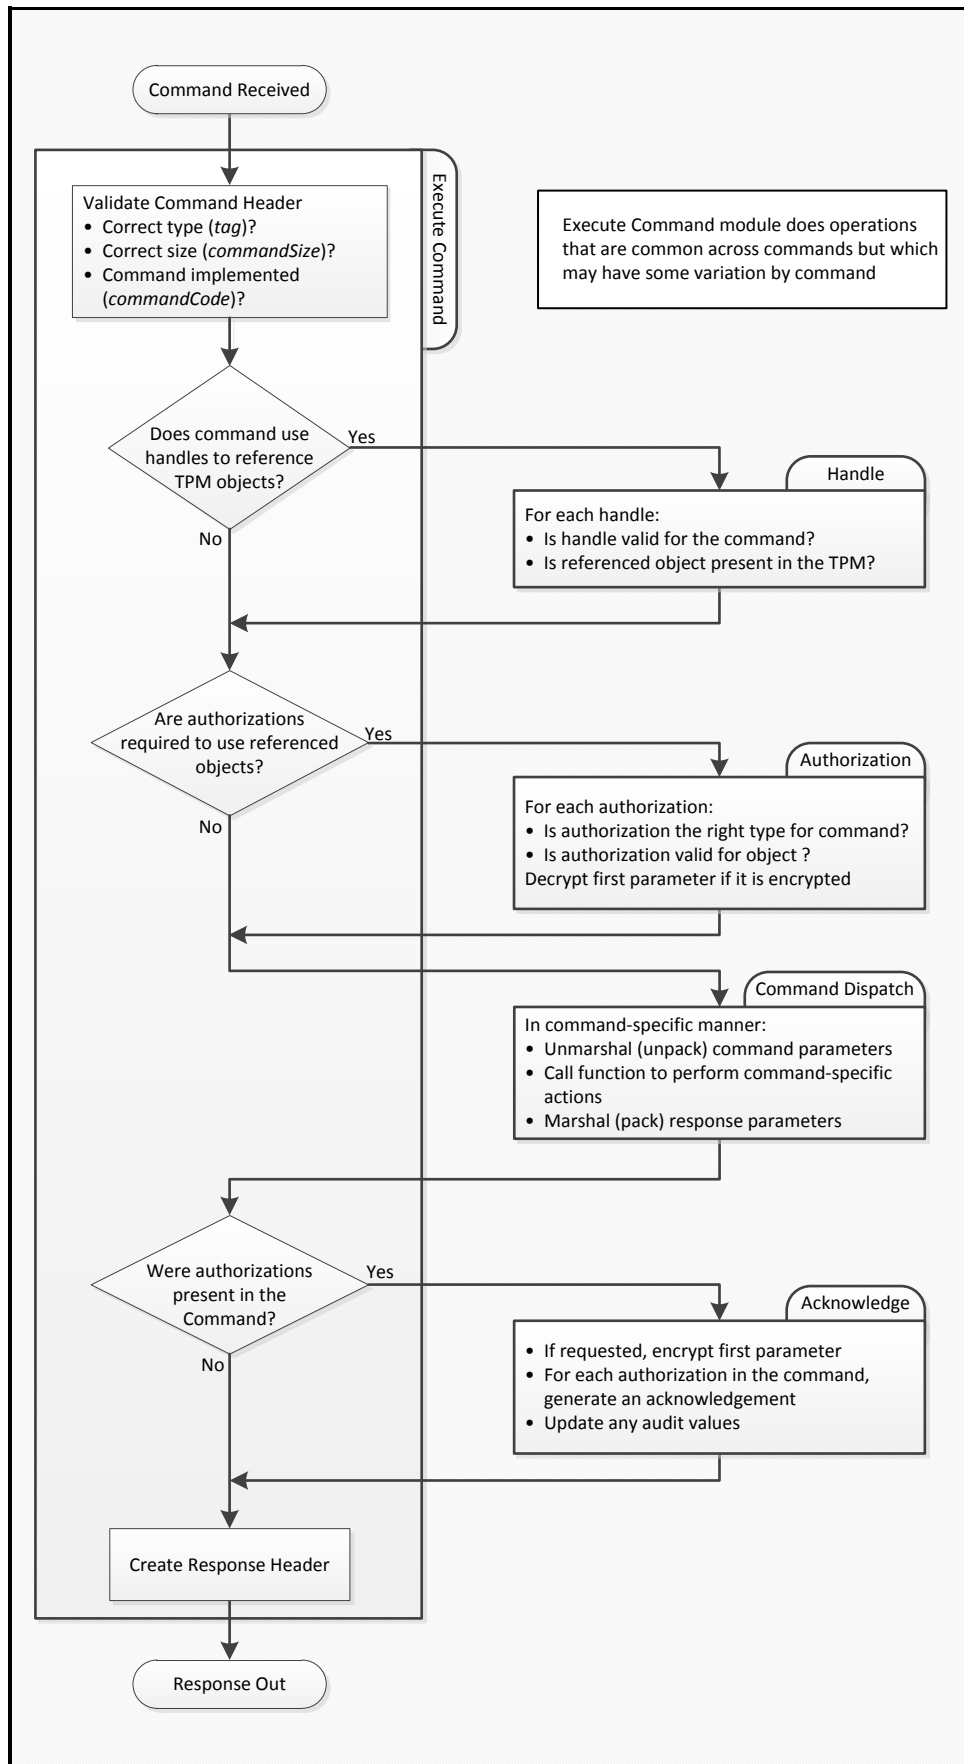 Command Received
Execute Command
Validate Command Header
• Correct type (tag)?
• Correct size (commandSize)?
• Command implemented
(commandCode)?
Execute Command module does operations
that are common across commands but which
may have some variation by command
Does command use
handles to reference
TPM objects?
Yes
No
Handle
For each handle:
• Is handle valid for the command?
• Is referenced object present in the TPM?
Are authorizations
required to use referenced
objects?
Yes
No
Authorization
For each authorization:
• Is authorization the right type for command?
• Is authorization valid for object ?
Decrypt first parameter if it is encrypted
Command Dispatch
In command-specific manner:
• Unmarshal (unpack) command parameters
• Call function to perform command-specific
actions
• Marshal (pack) response parameters
Were authorizations
present in the
Command?
Yes
No
Acknowledge
• If requested, encrypt first parameter
• For each authorization in the command,
generate an acknowledgement
• Update any audit values
Create Response Header
Response Out